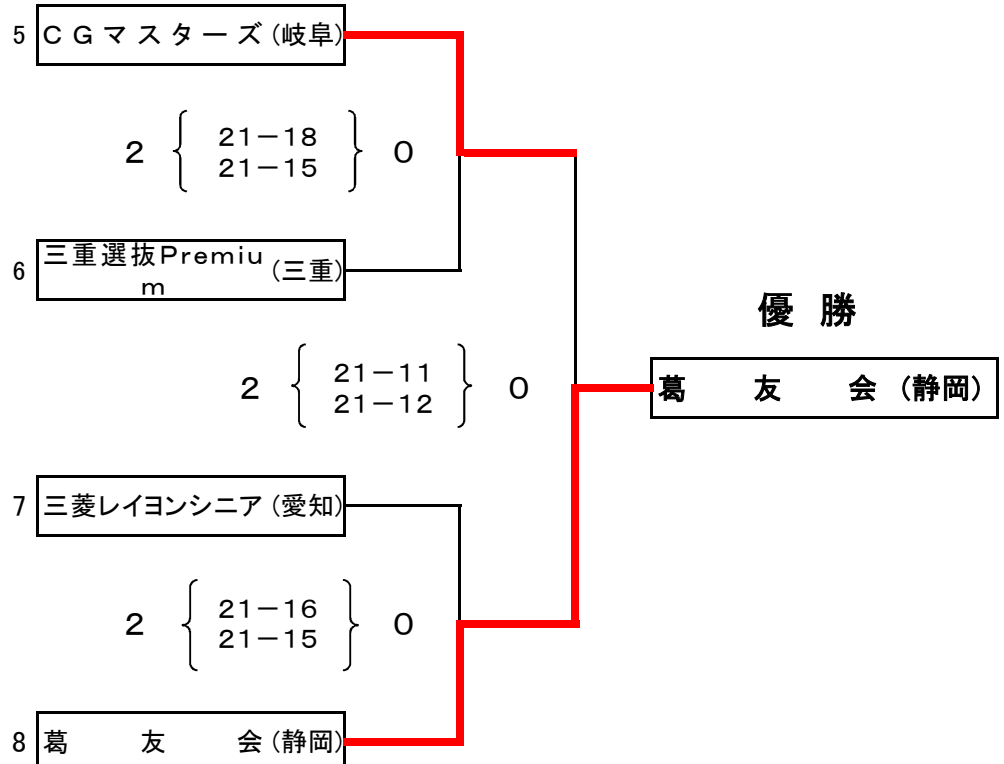 5 CGマスターズ(岐阜)
2 { 21-18 } 0
21-15
6 三重選抜Premiu (三重)
m
優勝
2 { 21-11 } 0
21-12
葛友会(静岡)
7 三菱レイヨンシニア(愛知)
2 { 21-16 } 0
21-15
8 葛友会(静岡)